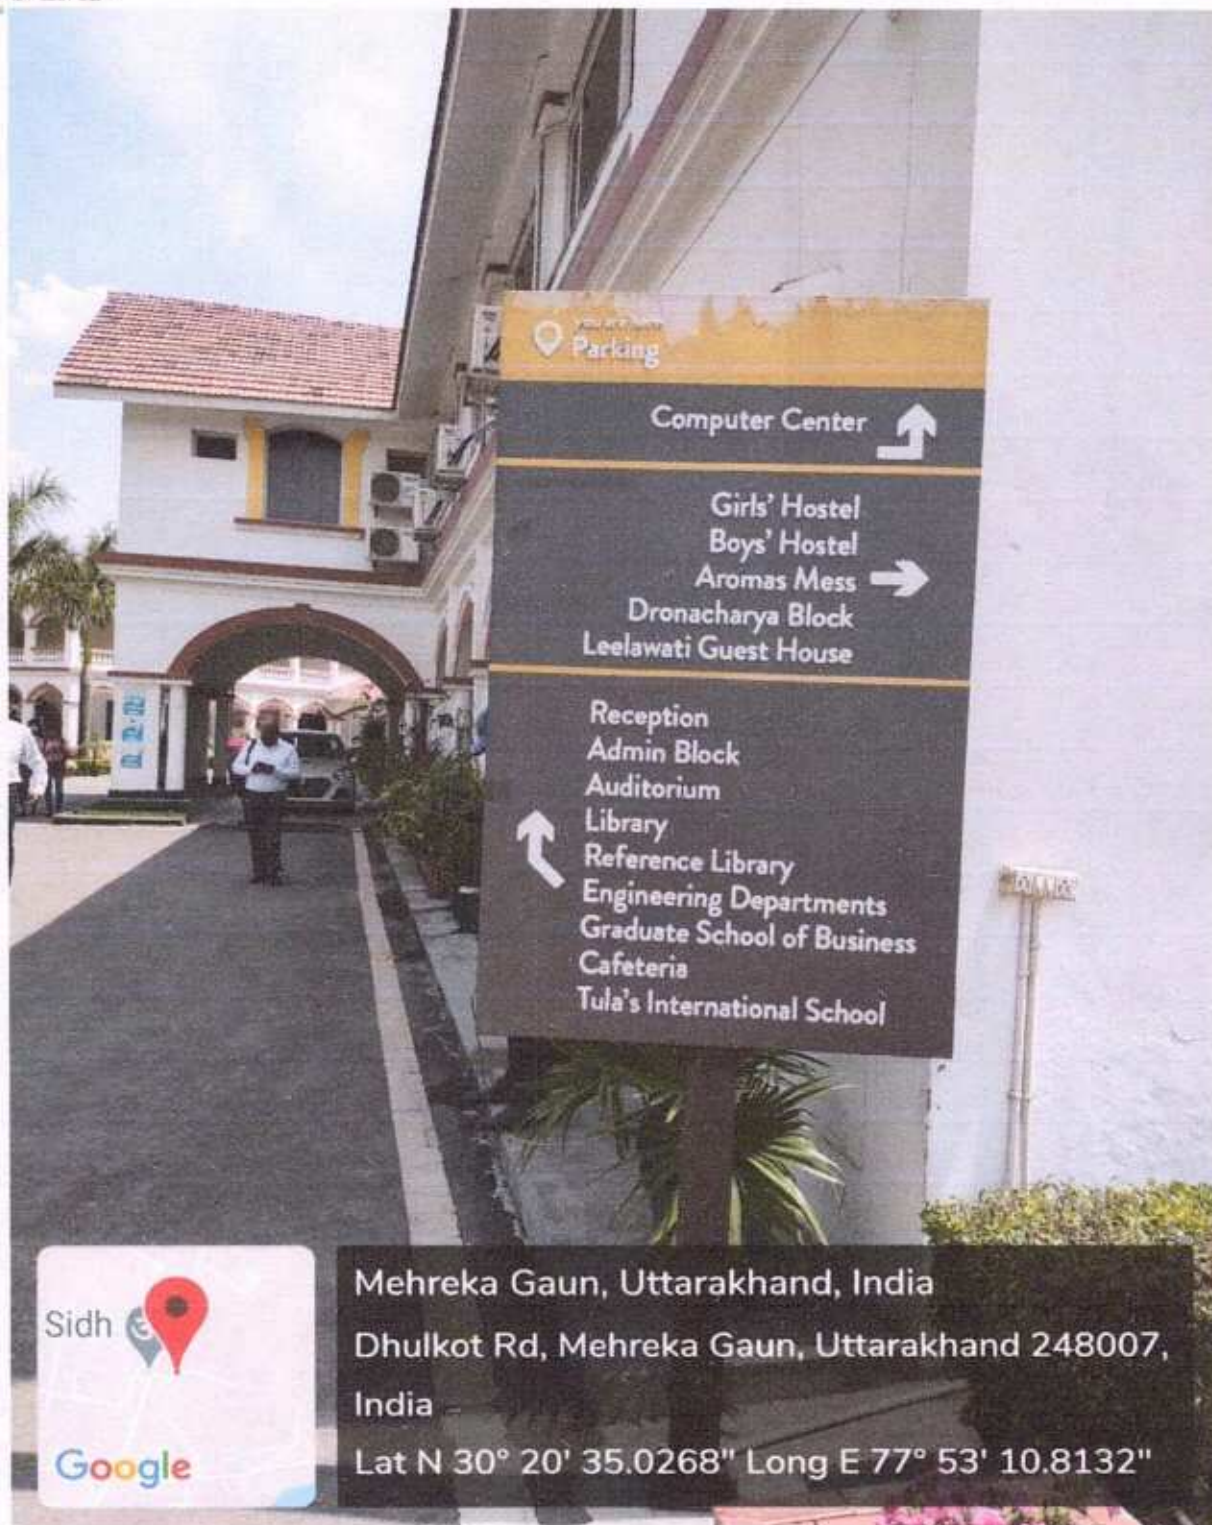 Parking
Computer Center
Girls' Hostel
Boys' Hostel
Aromas Mess
Dronacharya Block
Leelawati Guest House
Reception
Admin Block
Auditorium
Library
Reference Library
Engineering Departments
Graduate School of Business
Cafeteria
Tula's International School
Sidh
Google
Mehreka Gaun, Uttarakhand, India
Dhulkot Rd, Mehreka Gaun, Uttarakhand 248007,
India
Lat N 30° 20' 35.0268" Long E 77° 53' 10.8132"